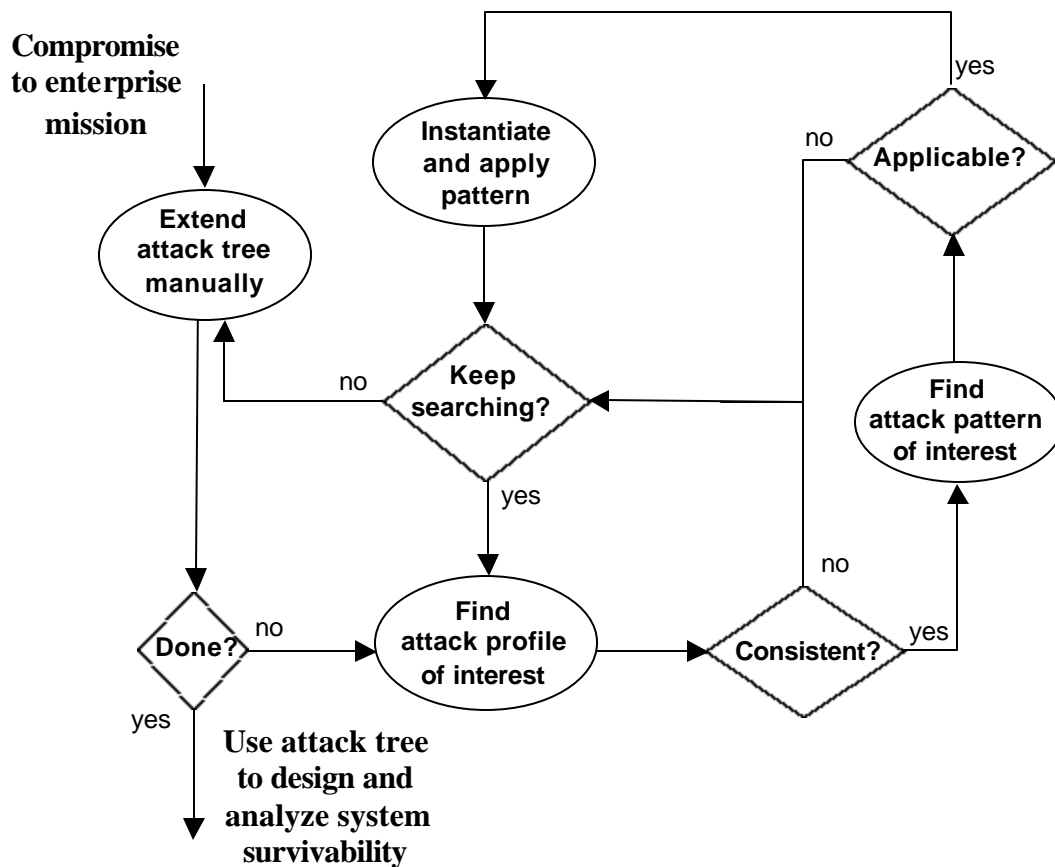 Compromise
to enterprise
mission
yes
Instantiate
and apply
pattern
no
Applicable?
Extend
attack tree
manually
no
Keep
searching?
Find
attack pattern
of interest
yes
no
Done?
no
Find
attack profile
of interest
Consistent?
yes
yes
Use attack tree
to design and
analyze system
survivability